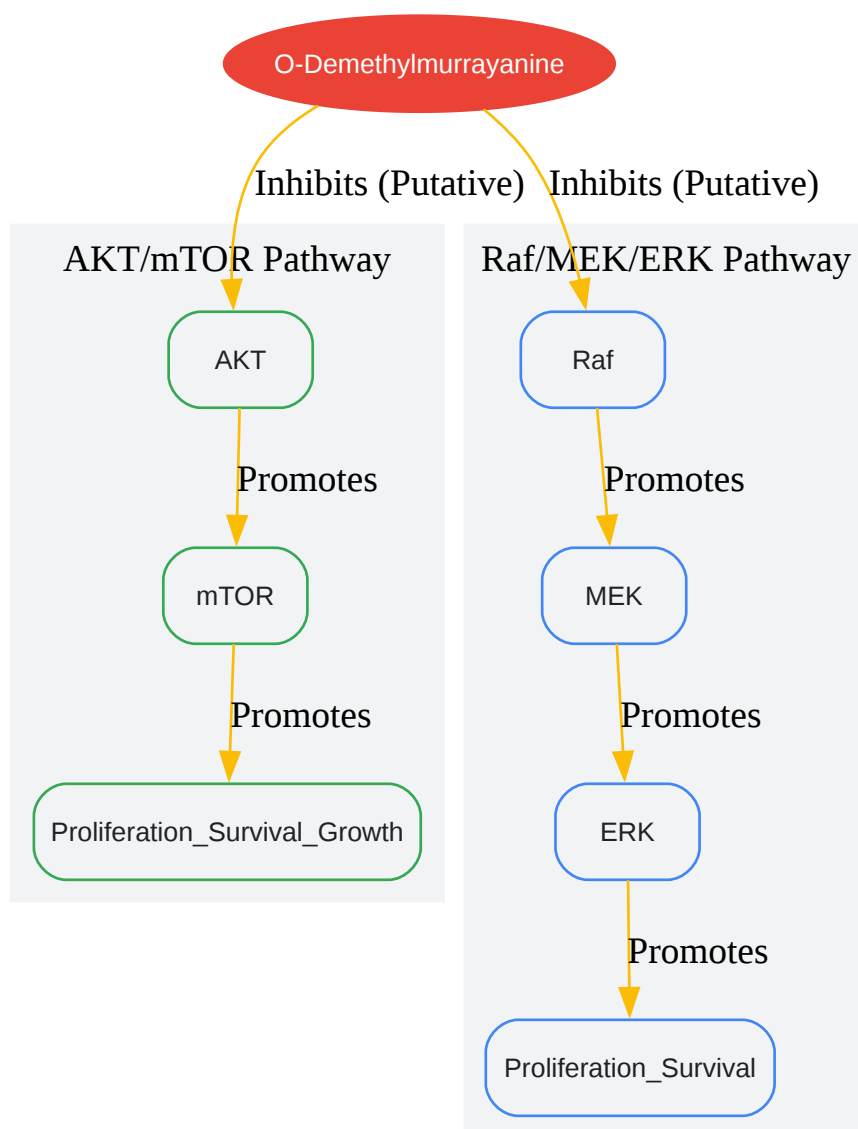 O-Demethylmurrayanine
Inhibits (Putative)
Inhibits (Putative)
AKT/mTOR Pathway
Raf/MEK/ERK Pathway
AKT
Raf
Promotes
Promotes
mTOR
MEK
Promotes
Promotes
Proliferation_Survival_Growth
ERK
Promotes
Proliferation_Survival